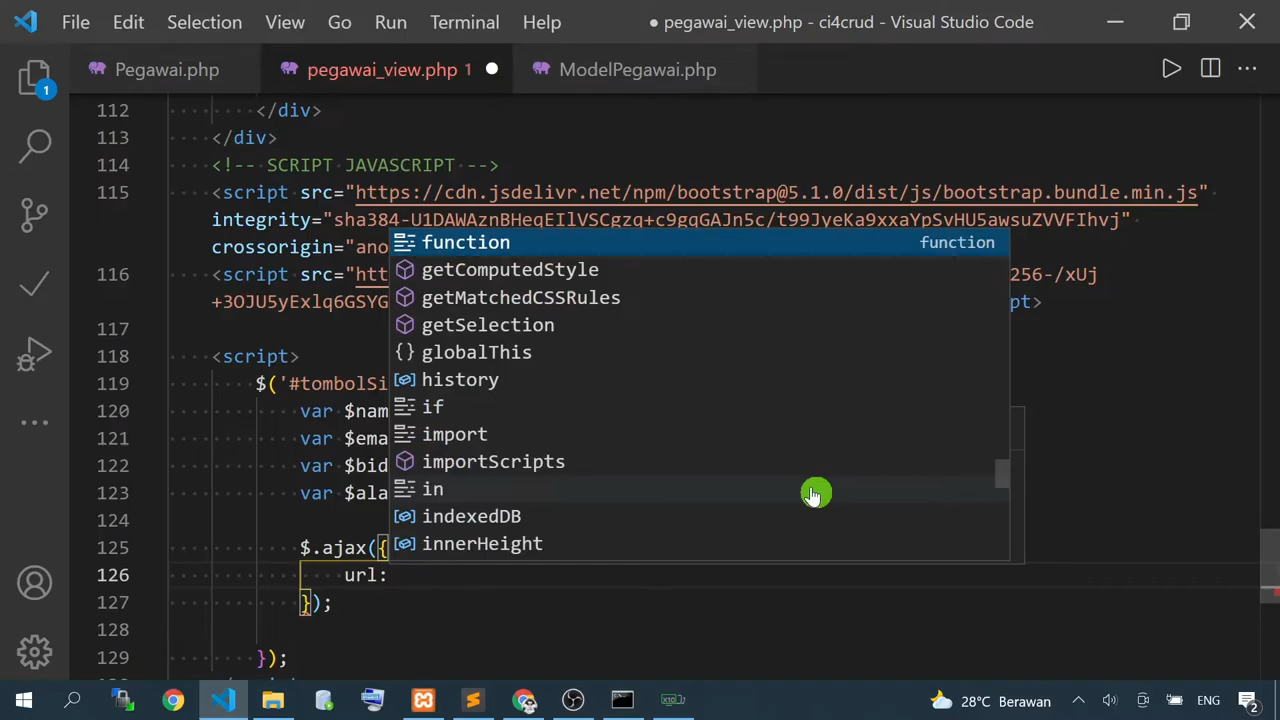 File Edit Selection View Go Run Terminal Help ● pegawai_view.php - ci4crud - Visual Studio Code
Pegawai.php pegawai_view.php 1 ModelPegawai.php
1
112 </div>
113 </div>
114 <!-- SCRIPT JAVASCRIPT -->
115 <script src="https://cdn.jsdelivr.net/npm/bootstrap@5.1.0/dist/js/bootstrap.bundle.min.js"
integrity="sha384-U1DAWAznBHeqEIlVSCgzq+c9gqGAJn5c/t99JyeKa9xxaYpSvHU5awsuZVVFIhvj"
crossorigin="ano
116 <script src="htt 256-/xUj
+3OJU5yExlq6GSYG pt>
117
118 <script>
119 $('#tombolSi
120 var $nam
121 var $ema
122 var $bid
123 var $ala
124
125 $.ajax({
126 url:
127 });
128
129 });
function function
getComputedStyle
getMatchedCSSRules
getSelection
globalThis
history
if
import
importScripts
in
indexedDB
innerHeight
28°C Berawan ENG 2